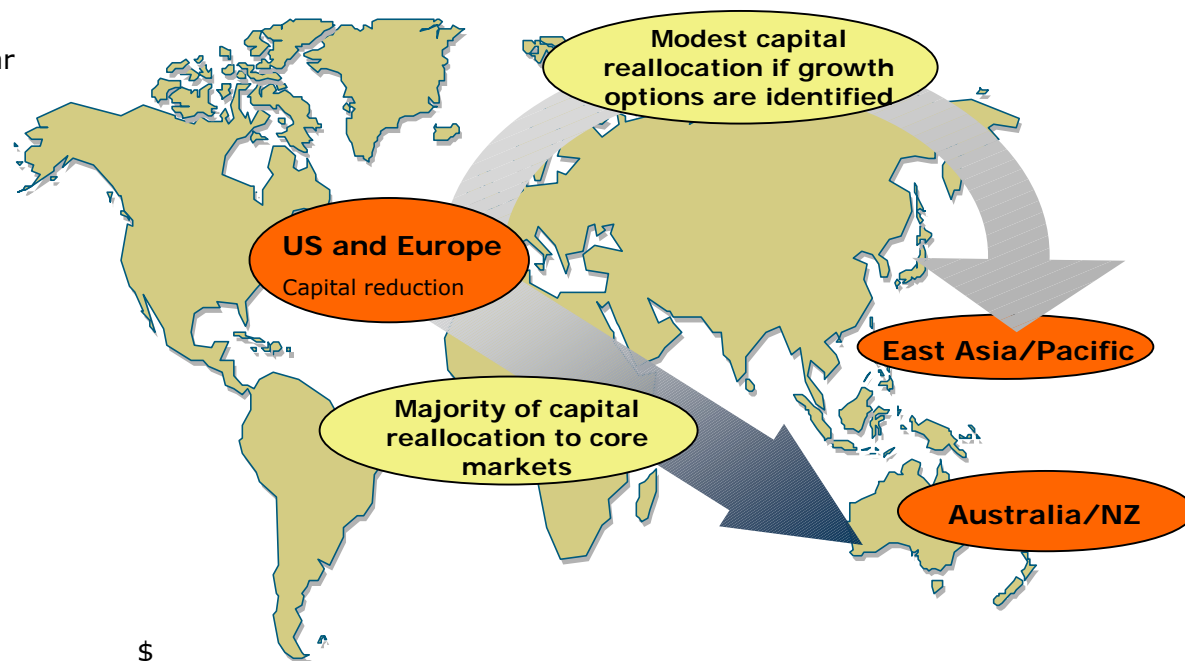 ar
Modest capital
reallocation if growth
options are identified
US and Europe
Capital reduction
East Asia/Pacific
Majority of capital
reallocation to core
markets
Australia/NZ
$